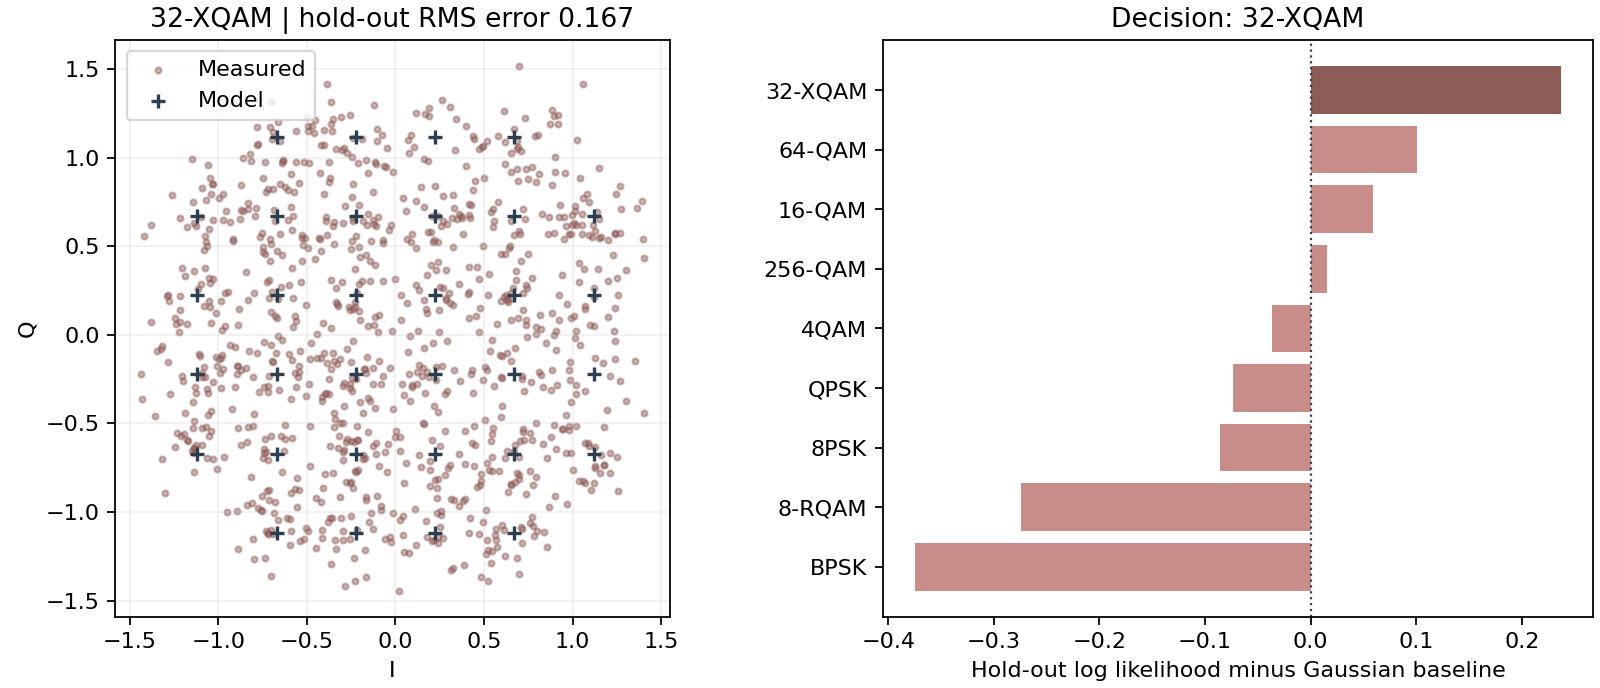 32-XQAM | hold-out RMS error 0.167
Measured
Model
1.5
1.0
0.5
0.0
−0.5
−1.0
−1.5
Q
−1.5
−1.0
−0.5
0.0
0.5
1.0
1.5
I
Decision: 32-XQAM
32-XQAM
64-QAM
16-QAM
256-QAM
4QAM
QPSK
8PSK
8-RQAM
BPSK
−0.4
−0.3
−0.2
−0.1
0.0
0.1
0.2
Hold-out log likelihood minus Gaussian baseline